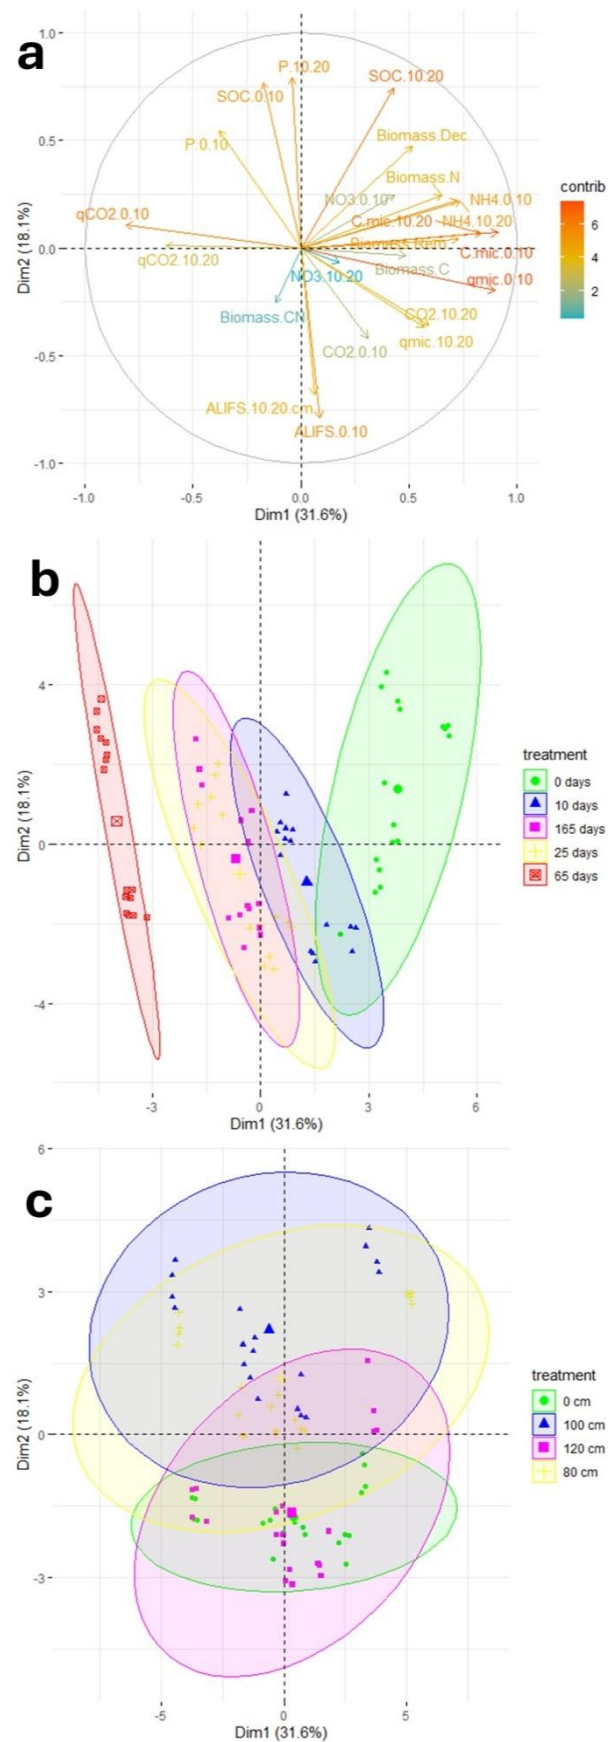 a
1.0
0.5
0.0
-0.5
-1.0
Dim2 (18.1%)
P.10.20
SOC.10.20
SOC.0.10
P.0.10
Biomass.Dec.
Biomass.N
NO3.0.10
NH4.0.10
qCO2.0.10
C.mic.10.20
NH4.10.20
Biomass.Rem
C.mic.0.10
qCO2.10.20
Biomass.C
NO3.10.20
qmic.0.10
Biomass.CN
CO2.10.20
qmic.10.20
CO2.0.10
ALIFS.10.20.cm
ALIFS.0.10
-1.0 -0.5 0.0 0.5 1.0
Dim1 (31.6%)
contrib
6
4
2
b
4
0
-4
Dim2 (18.1%)
-3 0 3 6
Dim1 (31.6%)
treatment
0 days
10 days
165 days
25 days
65 days
c
6
3
0
-3
Dim2 (18.1%)
-5 0 5
Dim1 (31.6%)
treatment
0 cm
100 cm
120 cm
80 cm